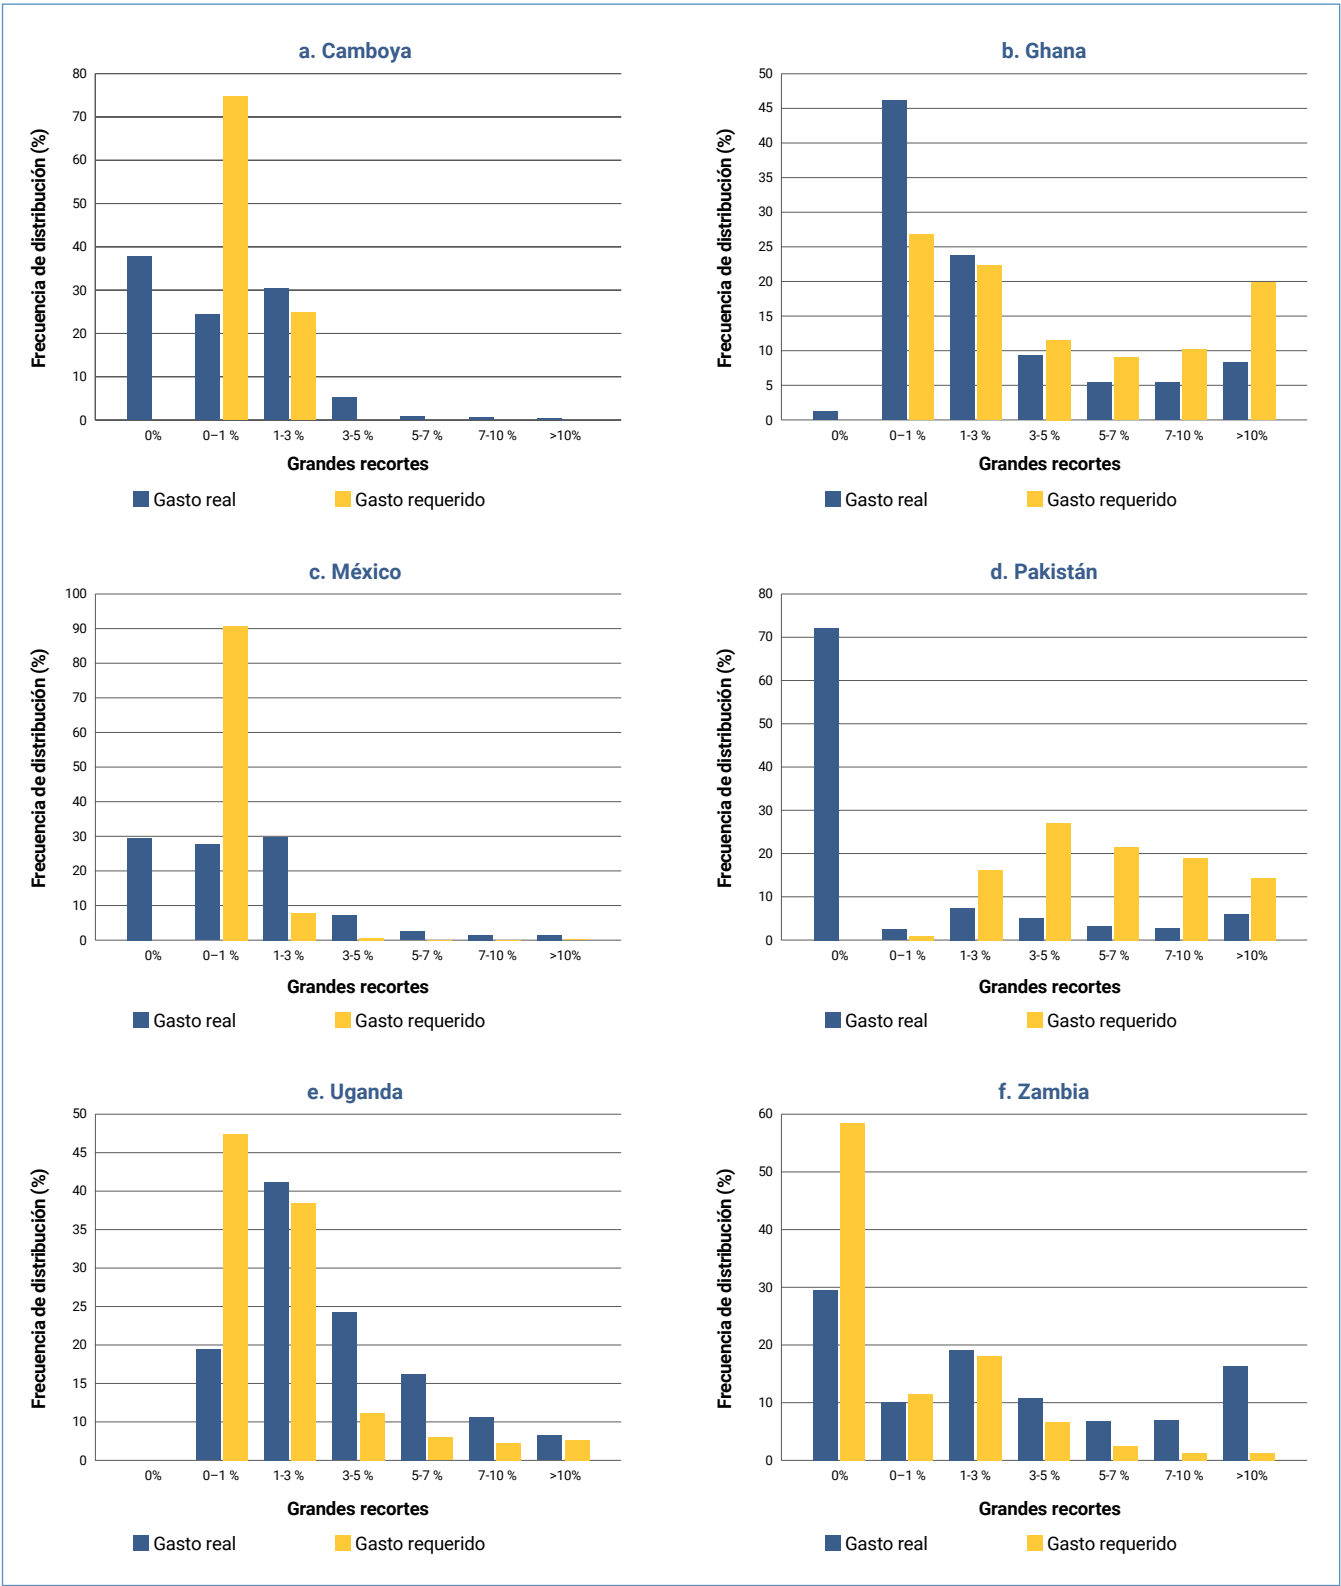 a. Camboya
Frecuencia de distribución (%)
80
70
60
50
40
30
20
10
0
0% 0–1 % 1-3 % 3-5 % 5-7 % 7-10 % >10%
Grandes recortes
Gasto real Gasto requerido
b. Ghana
Frecuencia de distribución (%)
50
45
40
35
30
25
20
15
10
5
0
0% 0–1 % 1-3 % 3-5 % 5-7 % 7-10 % >10%
Grandes recortes
Gasto real Gasto requerido
c. México
Frecuencia de distribución (%)
100
90
80
70
60
50
40
30
20
10
0
0% 0–1 % 1-3 % 3-5 % 5-7 % 7-10 % >10%
Grandes recortes
Gasto real Gasto requerido
d. Pakistán
Frecuencia de distribución (%)
80
70
60
50
40
30
20
10
0
0% 0–1 % 1-3 % 3-5 % 5-7 % 7-10 % >10%
Grandes recortes
Gasto real Gasto requerido
e. Uganda
Frecuencia de distribución (%)
50
45
40
35
30
25
20
15
10
0
0% 0–1 % 1-3 % 3-5 % 5-7 % 7-10 % >10%
Grandes recortes
Gasto real Gasto requerido
f. Zambia
Frecuencia de distribución (%)
60
50
40
30
20
10
0
0% 0–1 % 1-3 % 3-5 % 5-7 % 7-10 % >10%
Grandes recortes
Gasto real Gasto requerido